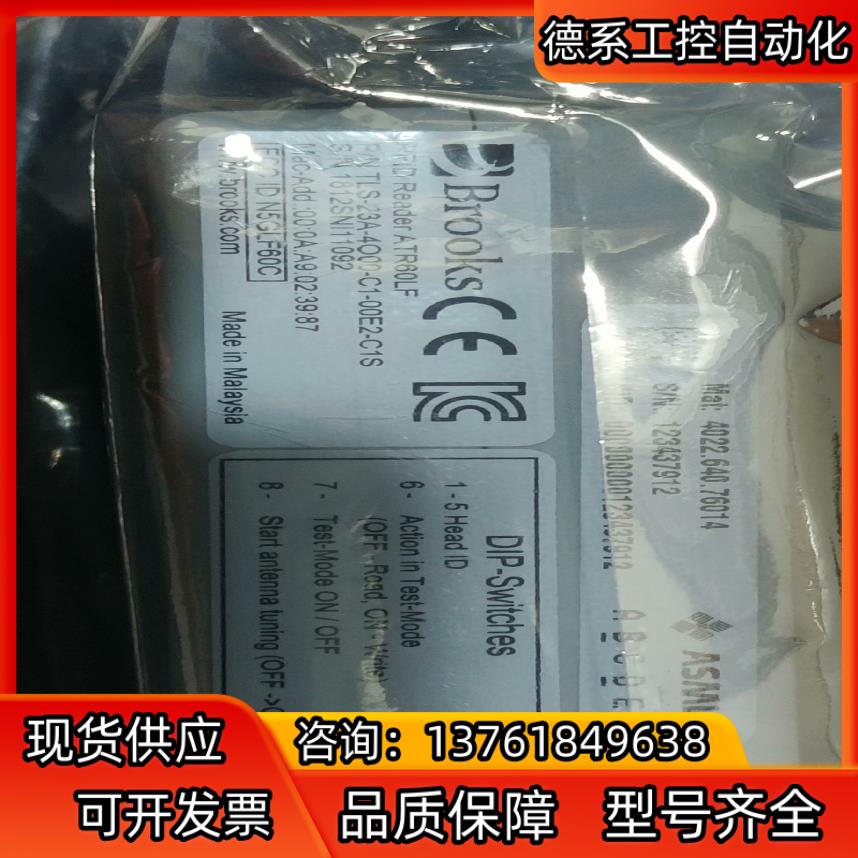 德系工控自动化
Brooks
RFID Reader ATR60LF
P/N TLS-23A-4Q00-C1-00E2-C1S
Mac-Add.:00:0A:A9:02:39:87
FCC ID N5GLF60C
www.brooks.com
Made in Malaysia
DIP-Switches
1 - 5 Head ID
6 - Action in Test-Mode
(OFF - Read, ON - Write)
7 - Test-Mode ON / OFF
8 - Start antenna tuning (OFF ->
Mat: 4022.640.76014
S/N: 123437912
A B C D E
现货供应
咨询：13761849638
可开发票
品质保障
型号齐全